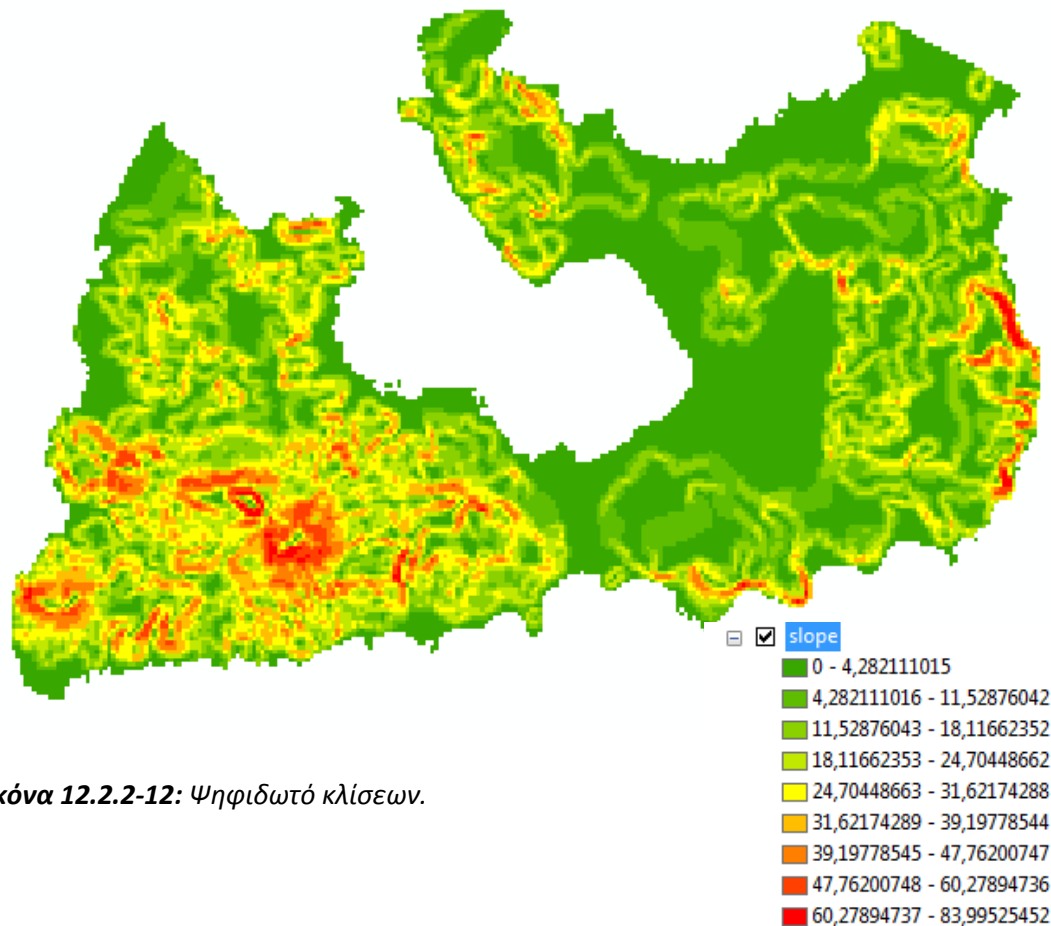 slope
0 - 4,282111015
4,282111016 - 11,52876042
11,52876043 - 18,11662352
18,11662353 - 24,70448662
24,70448663 - 31,62174288
31,62174289 - 39,19778544
39,19778545 - 47,76200747
47,76200748 - 60,27894736
60,27894737 - 83,99525452
κόνα 12.2.2-12: Ψηφιδωτό κλίσεων.